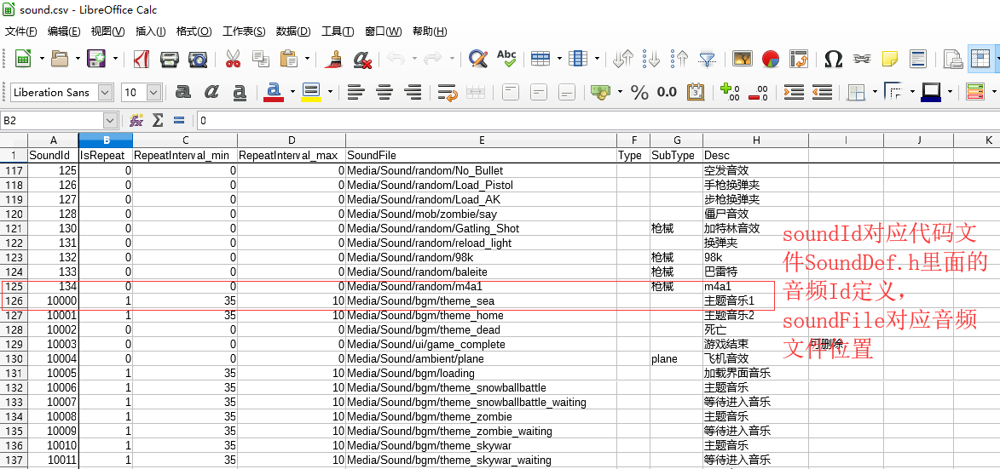 sound.csv - LibreOffice Calc
文件(F) 编辑(E) 视图(V) 插入(I) 格式(O) 工作表(S) 数据(D) 工具(T) 窗口(W) 帮助(H)
Liberation Sans 10
B2 0
A B C D E F G H I J K
1 SoundId IsRepeat RepeatInterval_min RepeatInterval_max SoundFile Type SubType Desc
117 125 0 0 0 Media/Sound/random/No_Bullet 空发音效
118 126 0 0 0 Media/Sound/random/Load_Pistol 手枪换弹夹
119 127 0 0 0 Media/Sound/random/Load_AK 步枪换弹夹
120 128 0 0 0 Media/Sound/mob/zombie/say 僵尸音效
121 130 0 0 0 Media/Sound/random/Gatling_Shot 枪械 加特林音效
122 131 0 0 0 Media/Sound/random/reload_light 换弹夹
123 132 0 0 0 Media/Sound/random/98k 枪械 98k
124 133 0 0 0 Media/Sound/random/baleite 枪械 巴雷特
125 134 0 0 0 Media/Sound/random/m4a1 枪械 m4a1
126 10000 1 35 10 Media/Sound/bgm/theme_sea 主题音乐1
127 10001 1 35 10 Media/Sound/bgm/theme_home 主题音乐2
128 10002 0 0 0 Media/Sound/bgm/theme_dead 死亡
129 10003 0 0 0 Media/Sound/ui/game_complete 游戏结束 可删除
130 10004 0 0 0 Media/Sound/ambient/plane plane 飞机音效
131 10005 1 35 10 Media/Sound/bgm/loading 加载界面音乐
132 10006 1 35 10 Media/Sound/bgm/theme_snowballbattle 主题音乐
133 10007 1 35 10 Media/Sound/bgm/theme_snowballbattle_waiting 等待进入音乐
134 10008 1 35 10 Media/Sound/bgm/theme_zombie 主题音乐
135 10009 1 35 10 Media/Sound/bgm/theme_zombie_waiting 等待进入音乐
136 10010 1 35 10 Media/Sound/bgm/theme_skywar 主题音乐
137 10011 1 35 10 Media/Sound/bgm/theme_skywar_waiting 等待进入音乐
soundId对应代码文
件SoundDef.h里面的
音频Id定义，
soundFile对应音频
文件位置